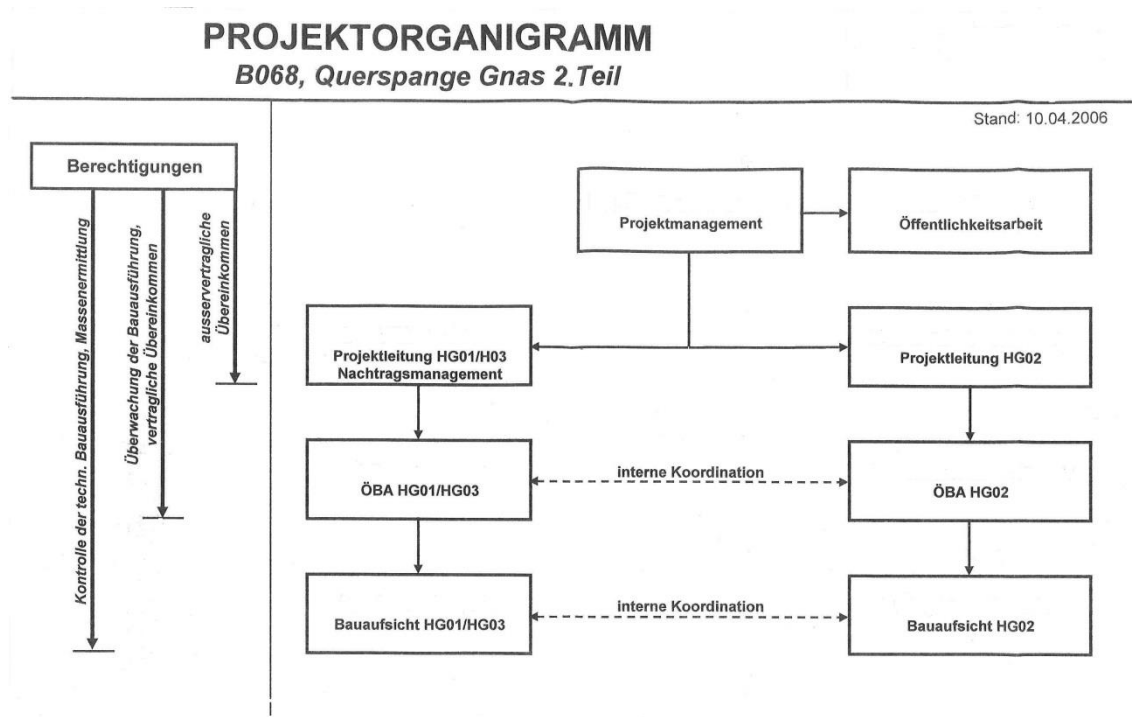 PROJEKTORGANIGRAMM
B068, Querspange Gnas 2.Teil
Stand: 10.04.2006
Berechtigungen
Kontrolle der techn. Bauausführung, Massenermittlung
Überwachung der Bauausführung,
vertragliche Übereinkommen
ausservertragliche
Übereinkommen
Projektmanagement
Öffentlichkeitsarbeit
Projektleitung HG01/H03
Nachtragsmanagement
Projektleitung HG02
ÖBA HG01/HG03
interne Koordination
ÖBA HG02
Bauaufsicht HG01/HG03
interne Koordination
Bauaufsicht HG02